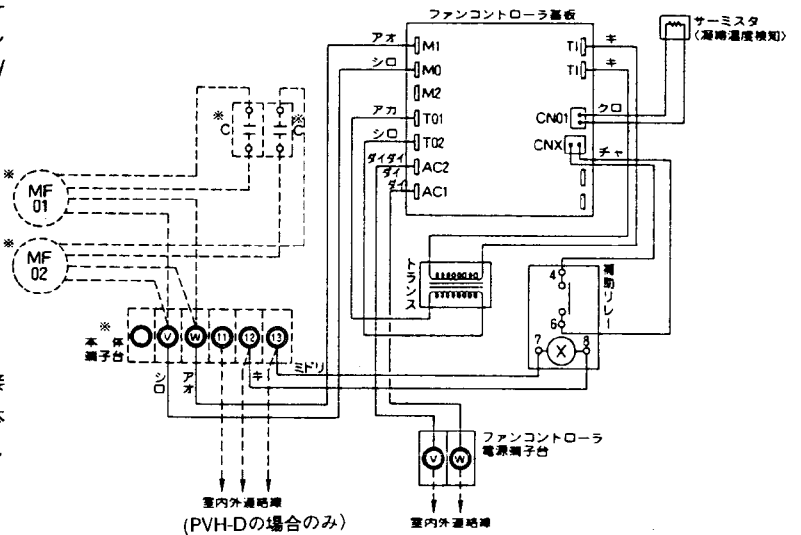 ファンコントローラ基板
アオ
M1
シロ
M0
M2
アカ
T01
シロ
T02
ダイダイ
AC2
ダイダイ
AC1
T1
キ
T1
キ
CN01
クロ
CNX
チャ
サーミスタ
〈凝縮温度検知〉
※
C
※
C
※
MF
01
※
MF
02
トランス
補助リレー
4
6
7
X
8
※
本体
端子台
V
W
11
12
13
シロ
アオ
キ
ミドリ
ファンコントローラ
電源端子台
V
W
室内外連絡線
(PVH-Dの場合のみ)
室内外連絡線